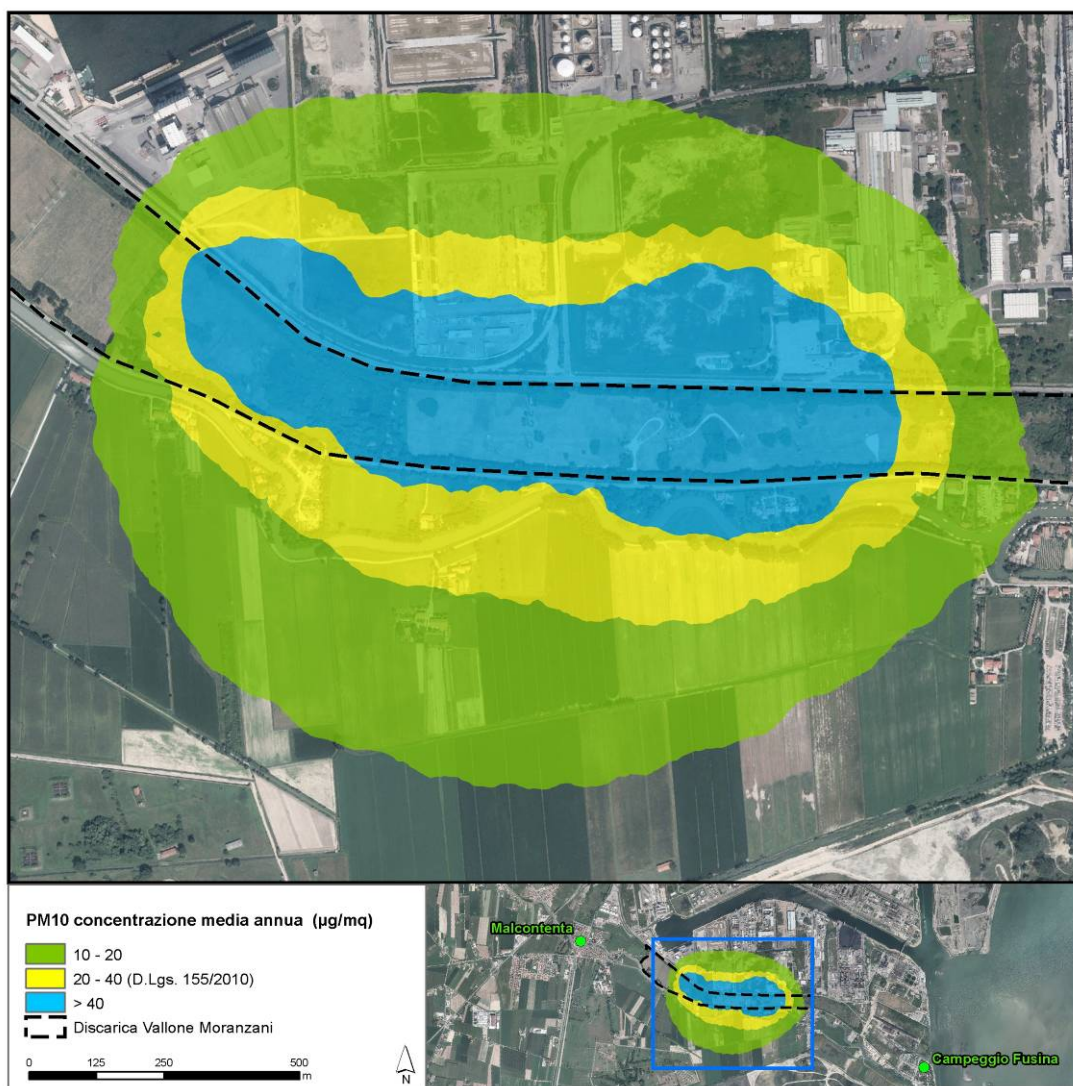 PM10 concentrazione media annua (µg/mq)
10 - 20
20 - 40 (D.Lgs. 155/2010)
> 40
Discarica Vallone Moranzani
0 125 250 500
m
N
Malcontenta
Campeggio Fusina